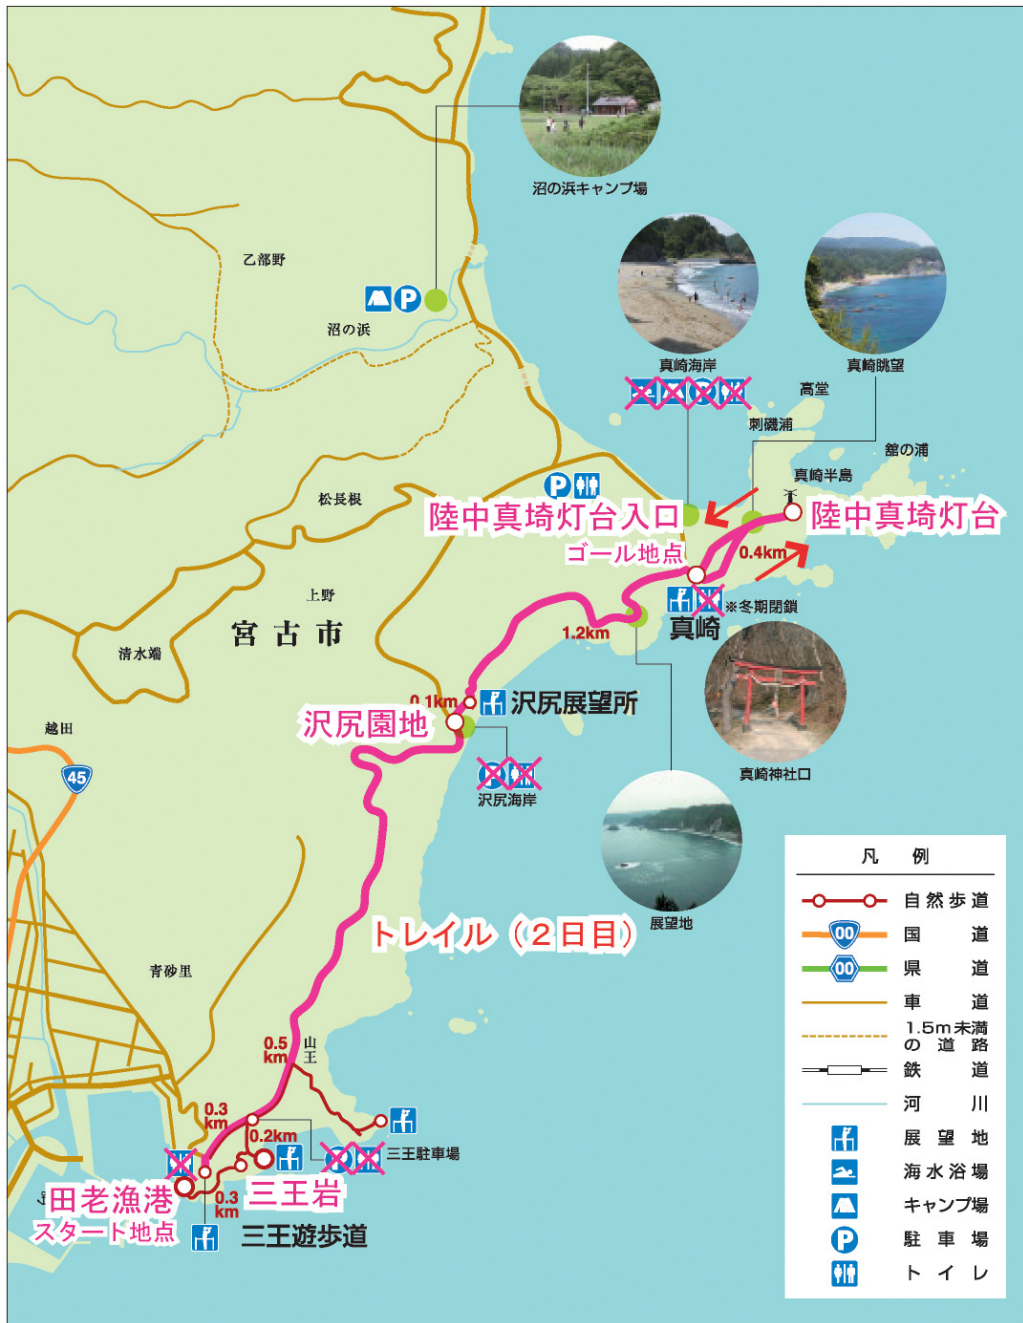 沼の浜キャンプ場
乙部野
沼の浜
真崎海岸
真崎眺望
高堂
刺磯浦
舘の浦
真崎半島
松長根
陸中真埼灯台入口
ゴール地点
陸中真埼灯台
0.4km
※冬期閉鎖
真崎
上野
宮古市
清水端
1.2km
0.1km
沢尻展望所
沢尻園地
越田
45
沢尻海岸
真崎神社口
展望地
トレイル（２日目）
青砂里
0.5
km
山王
0.3
km
0.2km
三王駐車場
三王岩
田老漁港
スタート地点
0.3
km
三王遊歩道
凡例
自然歩道
00 国道
00 県道
車道
1.5m未満
の道路
鉄道
河川
展望地
海水浴場
キャンプ場
P 駐車場
トイレ